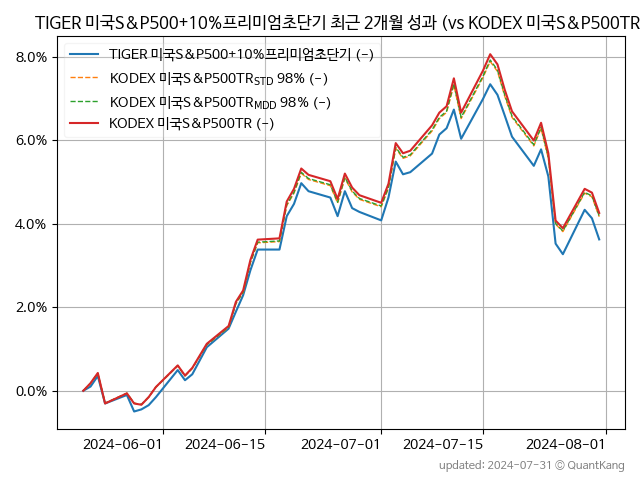 TIGER 미국S&P500+10%프리미엄초단기 최근 2개월 성과 (vs KODEX 미국S&P500TR
TIGER 미국S&P500+10%프리미엄초단기 (-)
KODEX 미국S&P500TRSTD 98% (-)
KODEX 미국S&P500TRMDD 98% (-)
KODEX 미국S&P500TR (-)
8.0%
6.0%
4.0%
2.0%
0.0%
2024-06-01 2024-06-15 2024-07-01 2024-07-15 2024-08-01
updated: 2024-07-31 © QuantKang